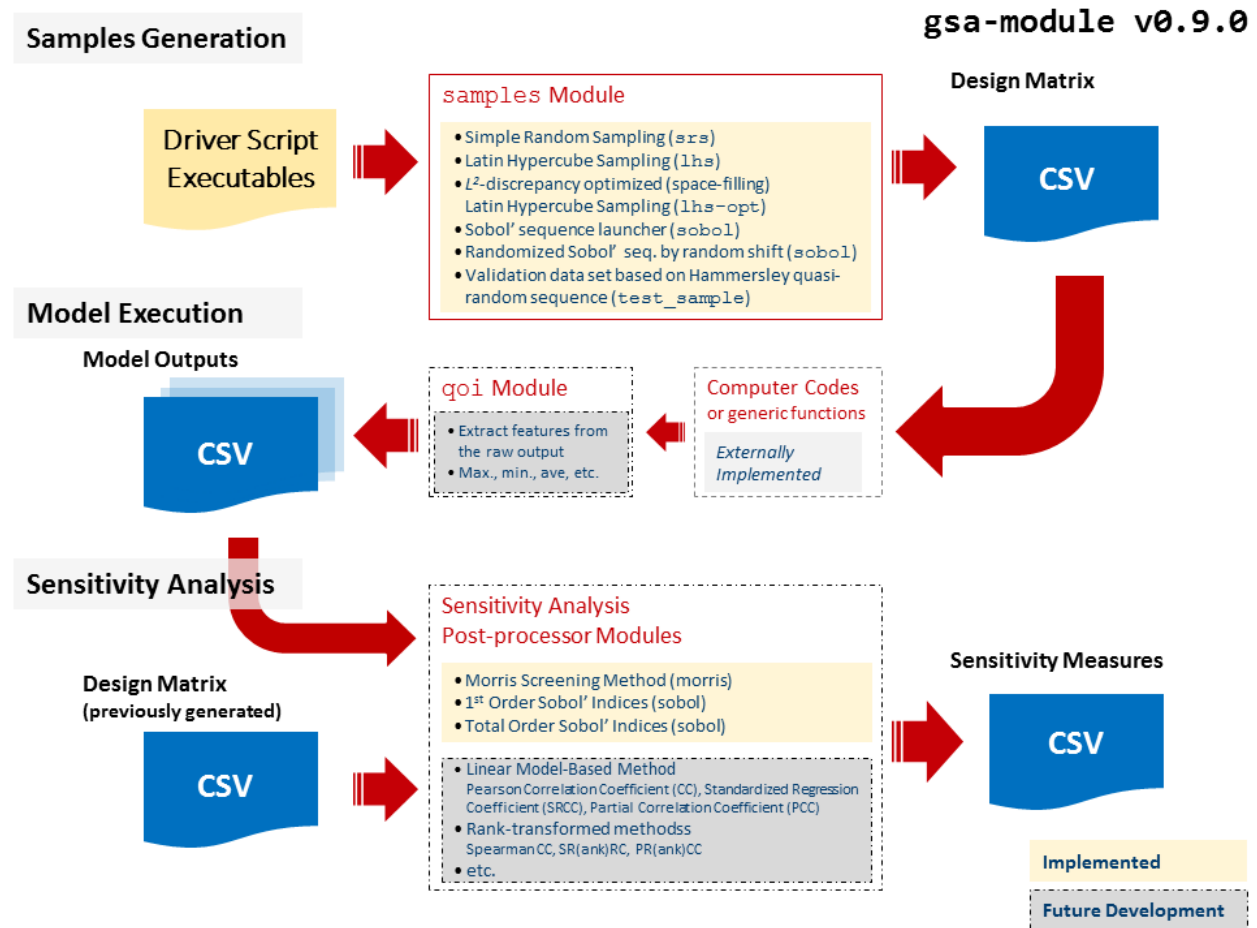 gsa-module v0.9.0
Samples Generation
Driver Script
Executables
samples Module
• Simple Random Sampling (srs)
• Latin Hypercube Sampling (lhs)
• L²-discrepancy optimized (space-filling)
Latin Hypercube Sampling (lhs-opt)
• Sobol’ sequence launcher (sobol)
• Randomized Sobol’ seq. by random shift (sobol)
• Validation data set based on Hammersley quasi-
random sequence (test_sample)
Design Matrix
CSV
Model Execution
Model Outputs
CSV
qoi Module
• Extract features from
the raw output
• Max., min., ave, etc.
Computer Codes
or generic functions
Externally
Implemented
Sensitivity Analysis
Design Matrix
(previously generated)
CSV
Sensitivity Analysis
Post-processor Modules
• Morris Screening Method (morris)
• 1st Order Sobol’ Indices (sobol)
• Total Order Sobol’ Indices (sobol)
• Linear Model-Based Method
Pearson Correlation Coefficient (CC), Standardized Regression
Coefficient (SRCC), Partial Correlation Coefficient (PCC)
• Rank-transformed methodss
Spearman CC, SR(ank)RC, PR(ank)CC
• etc.
Sensitivity Measures
CSV
Implemented
Future Development